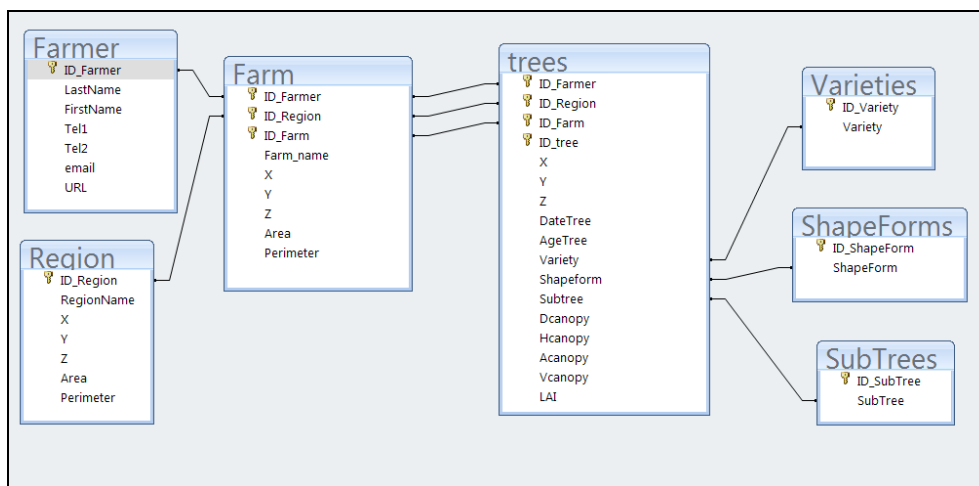 Farmer
ID_Farmer
LastName
FirstName
Tel1
Tel2
email
URL
Region
ID_Region
RegionName
X
Y
Z
Area
Perimeter
Farm
ID_Farmer
ID_Region
ID_Farm
Farm_name
X
Y
Z
Area
Perimeter
trees
ID_Farmer
ID_Region
ID_Farm
ID_tree
X
Y
Z
DateTree
AgeTree
Variety
Shapeform
Subtree
Dcanopy
Hcanopy
Acanopy
Vcanopy
LAI
Varieties
ID_Variety
Variety
ShapeForms
ID_ShapeForm
ShapeForm
SubTrees
ID_SubTree
SubTree